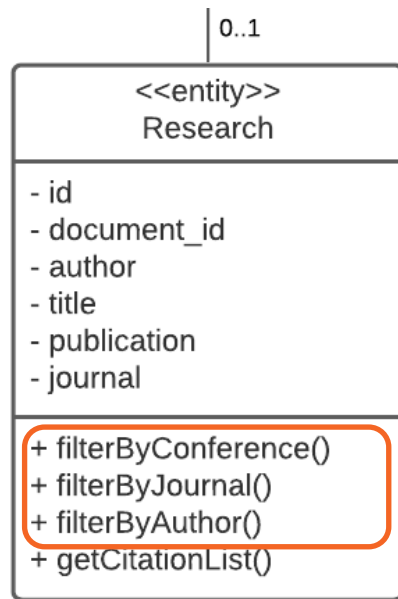 0..1
<<entity>>
Research
- id
- document_id
- author
- title
- publication
- journal
+ filterByConference()
+ filterByJournal()
+ filterByAuthor()
+ getCitationList()